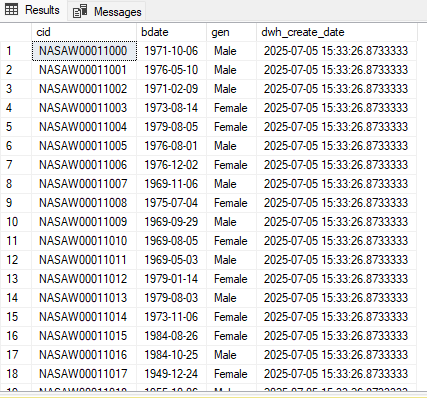 Results Messages
cid bdate gen dwh_create_date
1 NASAW00011000 1971-10-06 Male 2025-07-05 15:33:26.8733333
2 NASAW00011001 1976-05-10 Male 2025-07-05 15:33:26.8733333
3 NASAW00011002 1971-02-09 Male 2025-07-05 15:33:26.8733333
4 NASAW00011003 1973-08-14 Female 2025-07-05 15:33:26.8733333
5 NASAW00011004 1979-08-05 Female 2025-07-05 15:33:26.8733333
6 NASAW00011005 1976-08-01 Male 2025-07-05 15:33:26.8733333
7 NASAW00011006 1976-12-02 Female 2025-07-05 15:33:26.8733333
8 NASAW00011007 1969-11-06 Male 2025-07-05 15:33:26.8733333
9 NASAW00011008 1975-07-04 Female 2025-07-05 15:33:26.8733333
10 NASAW00011009 1969-09-29 Male 2025-07-05 15:33:26.8733333
11 NASAW00011010 1969-08-05 Female 2025-07-05 15:33:26.8733333
12 NASAW00011011 1969-05-03 Male 2025-07-05 15:33:26.8733333
13 NASAW00011012 1979-01-14 Female 2025-07-05 15:33:26.8733333
14 NASAW00011013 1979-08-03 Male 2025-07-05 15:33:26.8733333
15 NASAW00011014 1973-11-06 Female 2025-07-05 15:33:26.8733333
16 NASAW00011015 1984-08-26 Female 2025-07-05 15:33:26.8733333
17 NASAW00011016 1984-10-25 Male 2025-07-05 15:33:26.8733333
18 NASAW00011017 1949-12-24 Female 2025-07-05 15:33:26.8733333